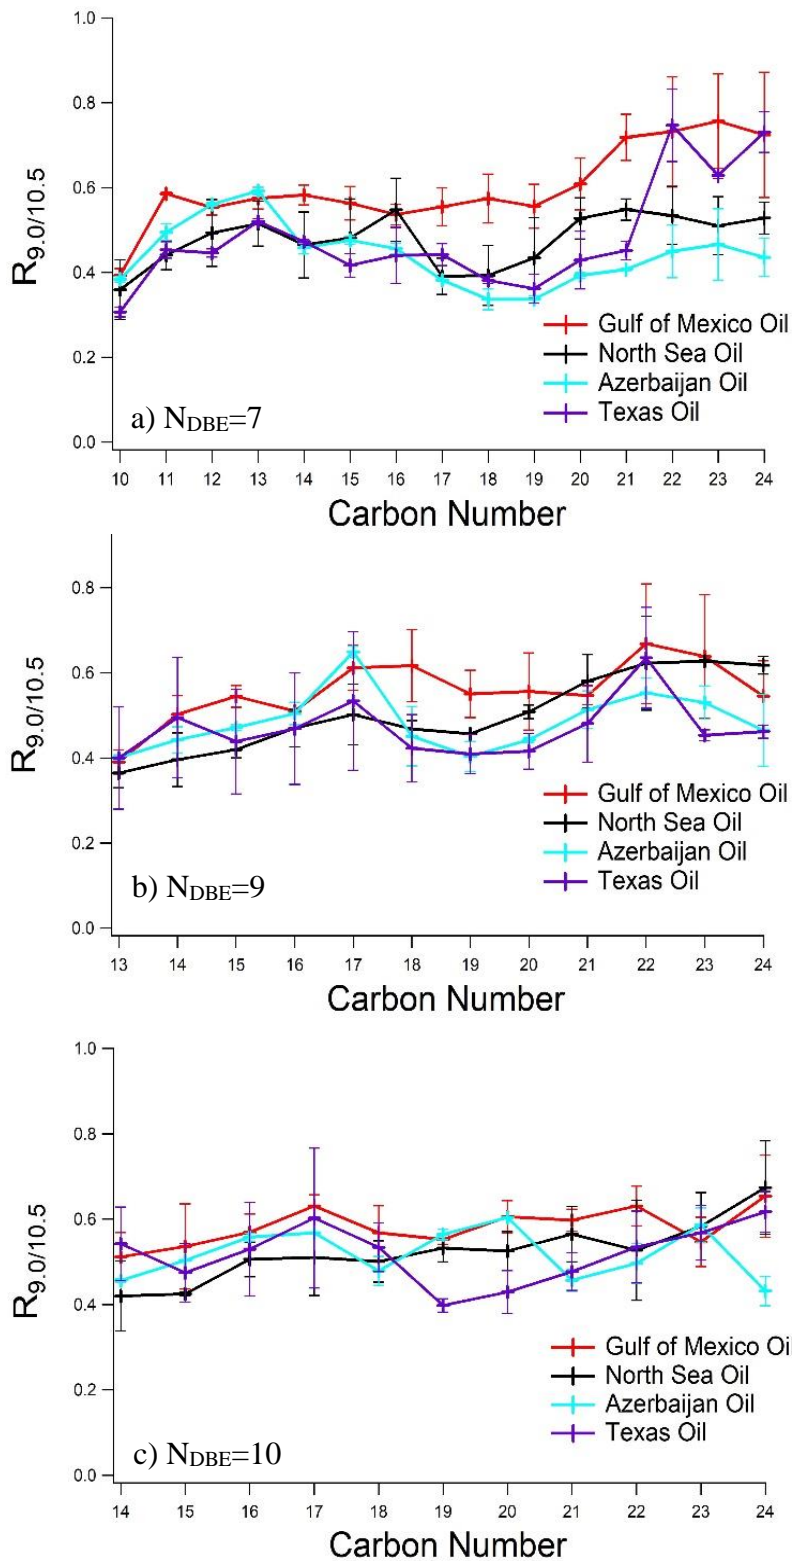 1.0
0.8
0.6
0.4
0.2
0.0
R9.0/10.5
Gulf of Mexico Oil
North Sea Oil
Azerbaijan Oil
Texas Oil
a) NDBE=7
10 11 12 13 14 15 16 17 18 19 20 21 22 23 24
Carbon Number
0.8
0.6
0.4
0.2
0.0
R9.0/10.5
Gulf of Mexico Oil
North Sea Oil
Azerbaijan Oil
Texas Oil
b) NDBE=9
13 14 15 16 17 18 19 20 21 22 23 24
Carbon Number
1.0
0.8
0.6
0.4
0.2
0.0
R9.0/10.5
Gulf of Mexico Oil
North Sea Oil
Azerbaijan Oil
Texas Oil
c) NDBE=10
14 15 16 17 18 19 20 21 22 23 24
Carbon Number